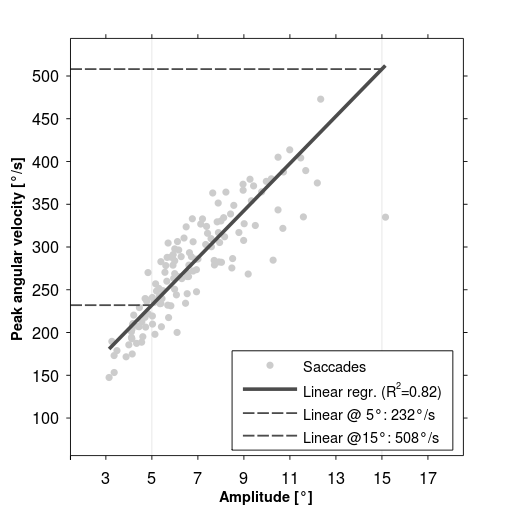 500
450
400
350
300
250
200
150
100
Peak angular velocity [°/s]
Saccades
Linear regr. (R²=0.82)
Linear @ 5°: 232°/s
Linear @15°: 508°/s
3 5 7 9 11 13 15 17
Amplitude [°]